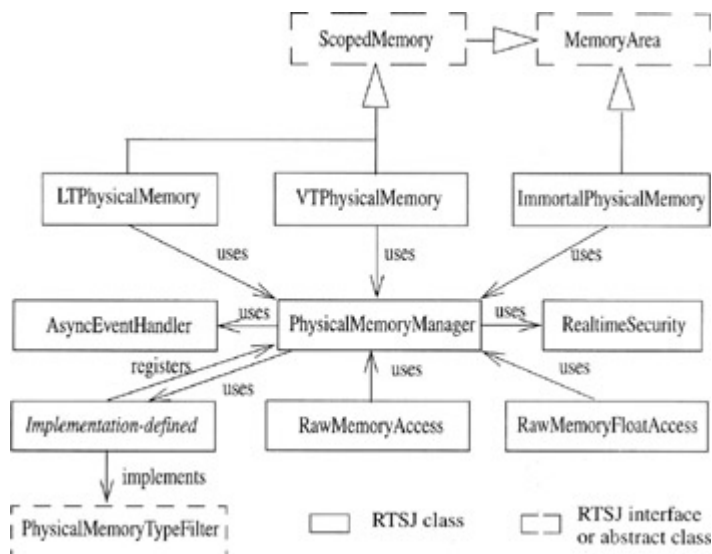 ScopedMemory
MemoryArea
LTPhysicalMemory
VTPhysicalMemory
ImmortalPhysicalMemory
uses
uses
uses
AsyncEventHandler
uses
PhysicalMemoryManager
uses
RealtimeSecurity
registers
uses
uses
uses
Implementation-defined
RawMemoryAccess
RawMemoryFloatAccess
implements
PhysicalMemoryTypeFilter
RTSJ class
RTSJ interface
or abstract class